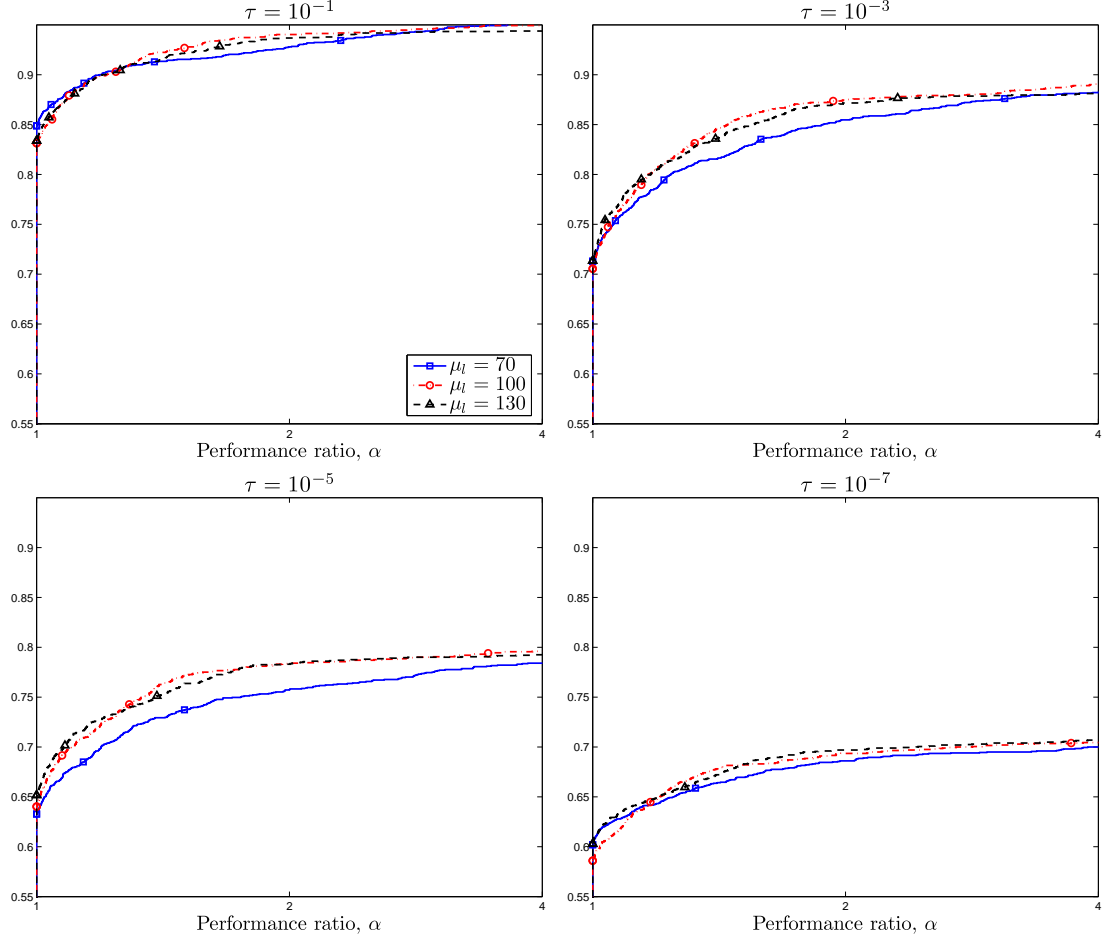 τ = 10⁻¹
0.9
0.85
0.8
0.75
0.7
0.65
0.6
0.55
1 2 4
μ_l = 70
μ_l = 100
μ_l = 130
Performance ratio, α
τ = 10⁻³
0.9
0.85
0.8
0.75
0.7
0.65
0.6
0.55
1 2 4
Performance ratio, α
τ = 10⁻⁵
0.9
0.85
0.8
0.75
0.7
0.65
0.6
0.55
1 2 4
Performance ratio, α
τ = 10⁻⁷
0.9
0.85
0.8
0.75
0.7
0.65
0.6
0.55
1 2 4
Performance ratio, α